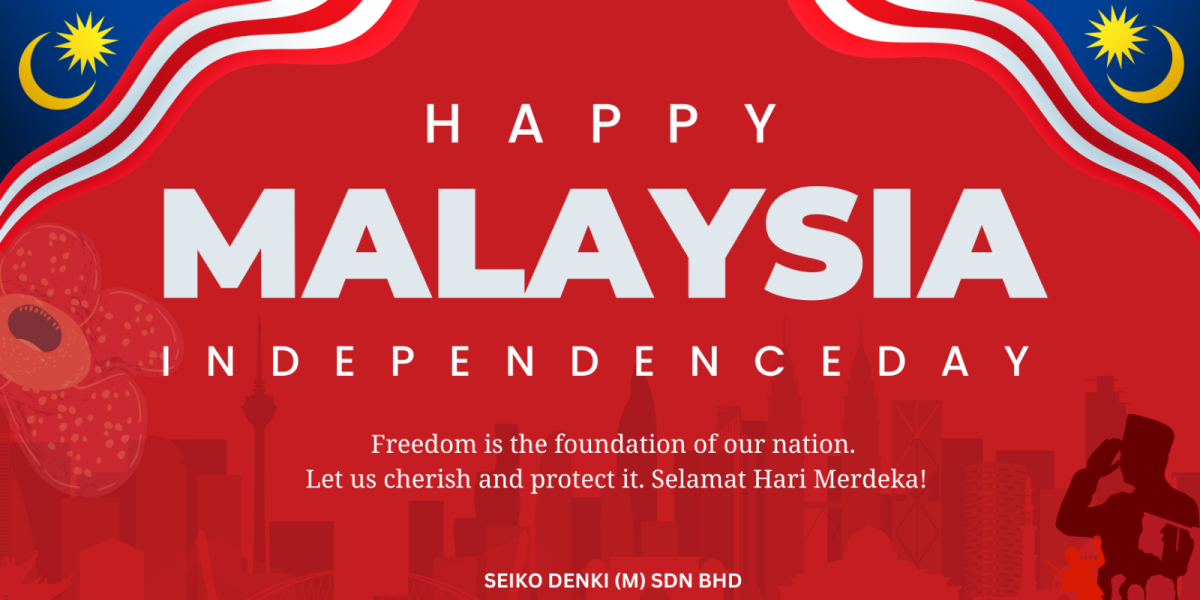 HAPPY
MALAYSIA
INDEPENDENCEDAY
Freedom is the foundation of our nation.
Let us cherish and protect it. Selamat Hari Merdeka!
SEIKO DENKI (M) SDN BHD